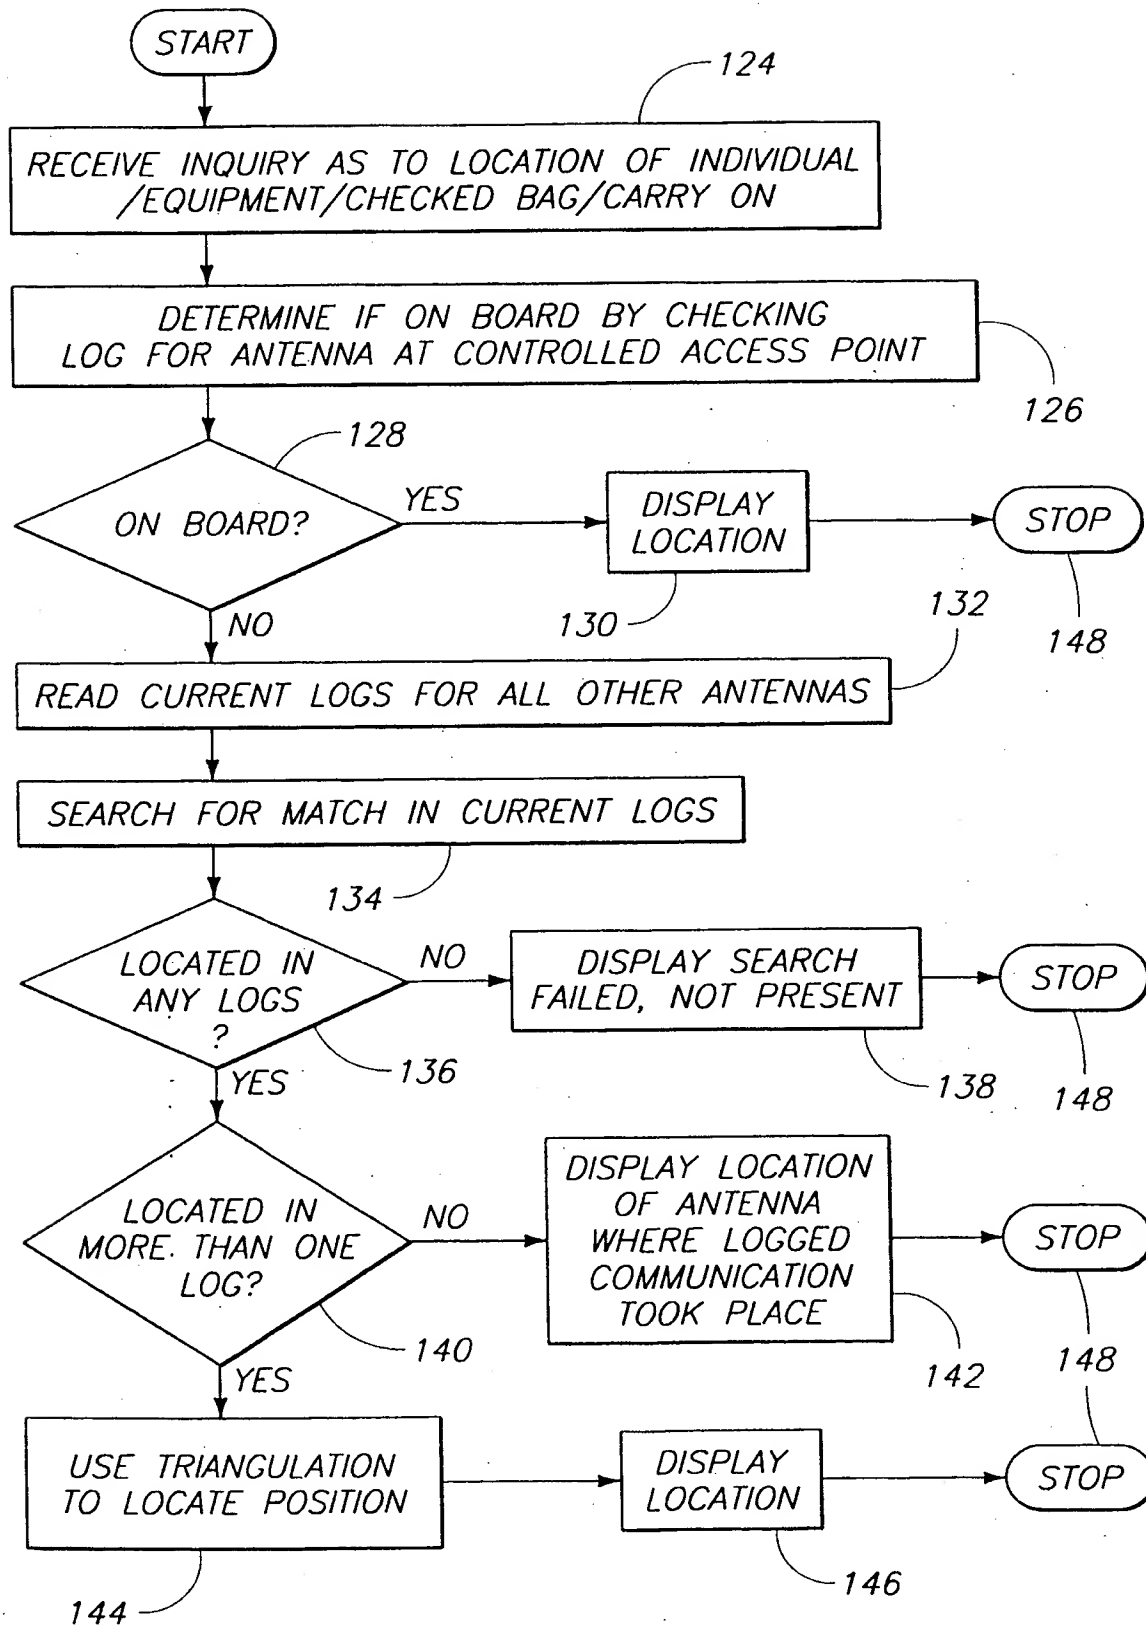 START
124
RECEIVE INQUIRY AS TO LOCATION OF INDIVIDUAL
/EQUIPMENT/CHECKED BAG/CARRY ON
DETERMINE IF ON BOARD BY CHECKING
LOG FOR ANTENNA AT CONTROLLED ACCESS POINT
126
128
ON BOARD?
YES
DISPLAY
LOCATION
STOP
130
148
NO
132
READ CURRENT LOGS FOR ALL OTHER ANTENNAS
SEARCH FOR MATCH IN CURRENT LOGS
134
LOCATED IN
ANY LOGS
?
NO
DISPLAY SEARCH
FAILED, NOT PRESENT
STOP
136
138
148
YES
LOCATED IN
MORE THAN ONE
LOG?
NO
DISPLAY LOCATION
OF ANTENNA
WHERE LOGGED
COMMUNICATION
TOOK PLACE
STOP
140
142
148
YES
USE TRIANGULATION
TO LOCATE POSITION
DISPLAY
LOCATION
STOP
144
146